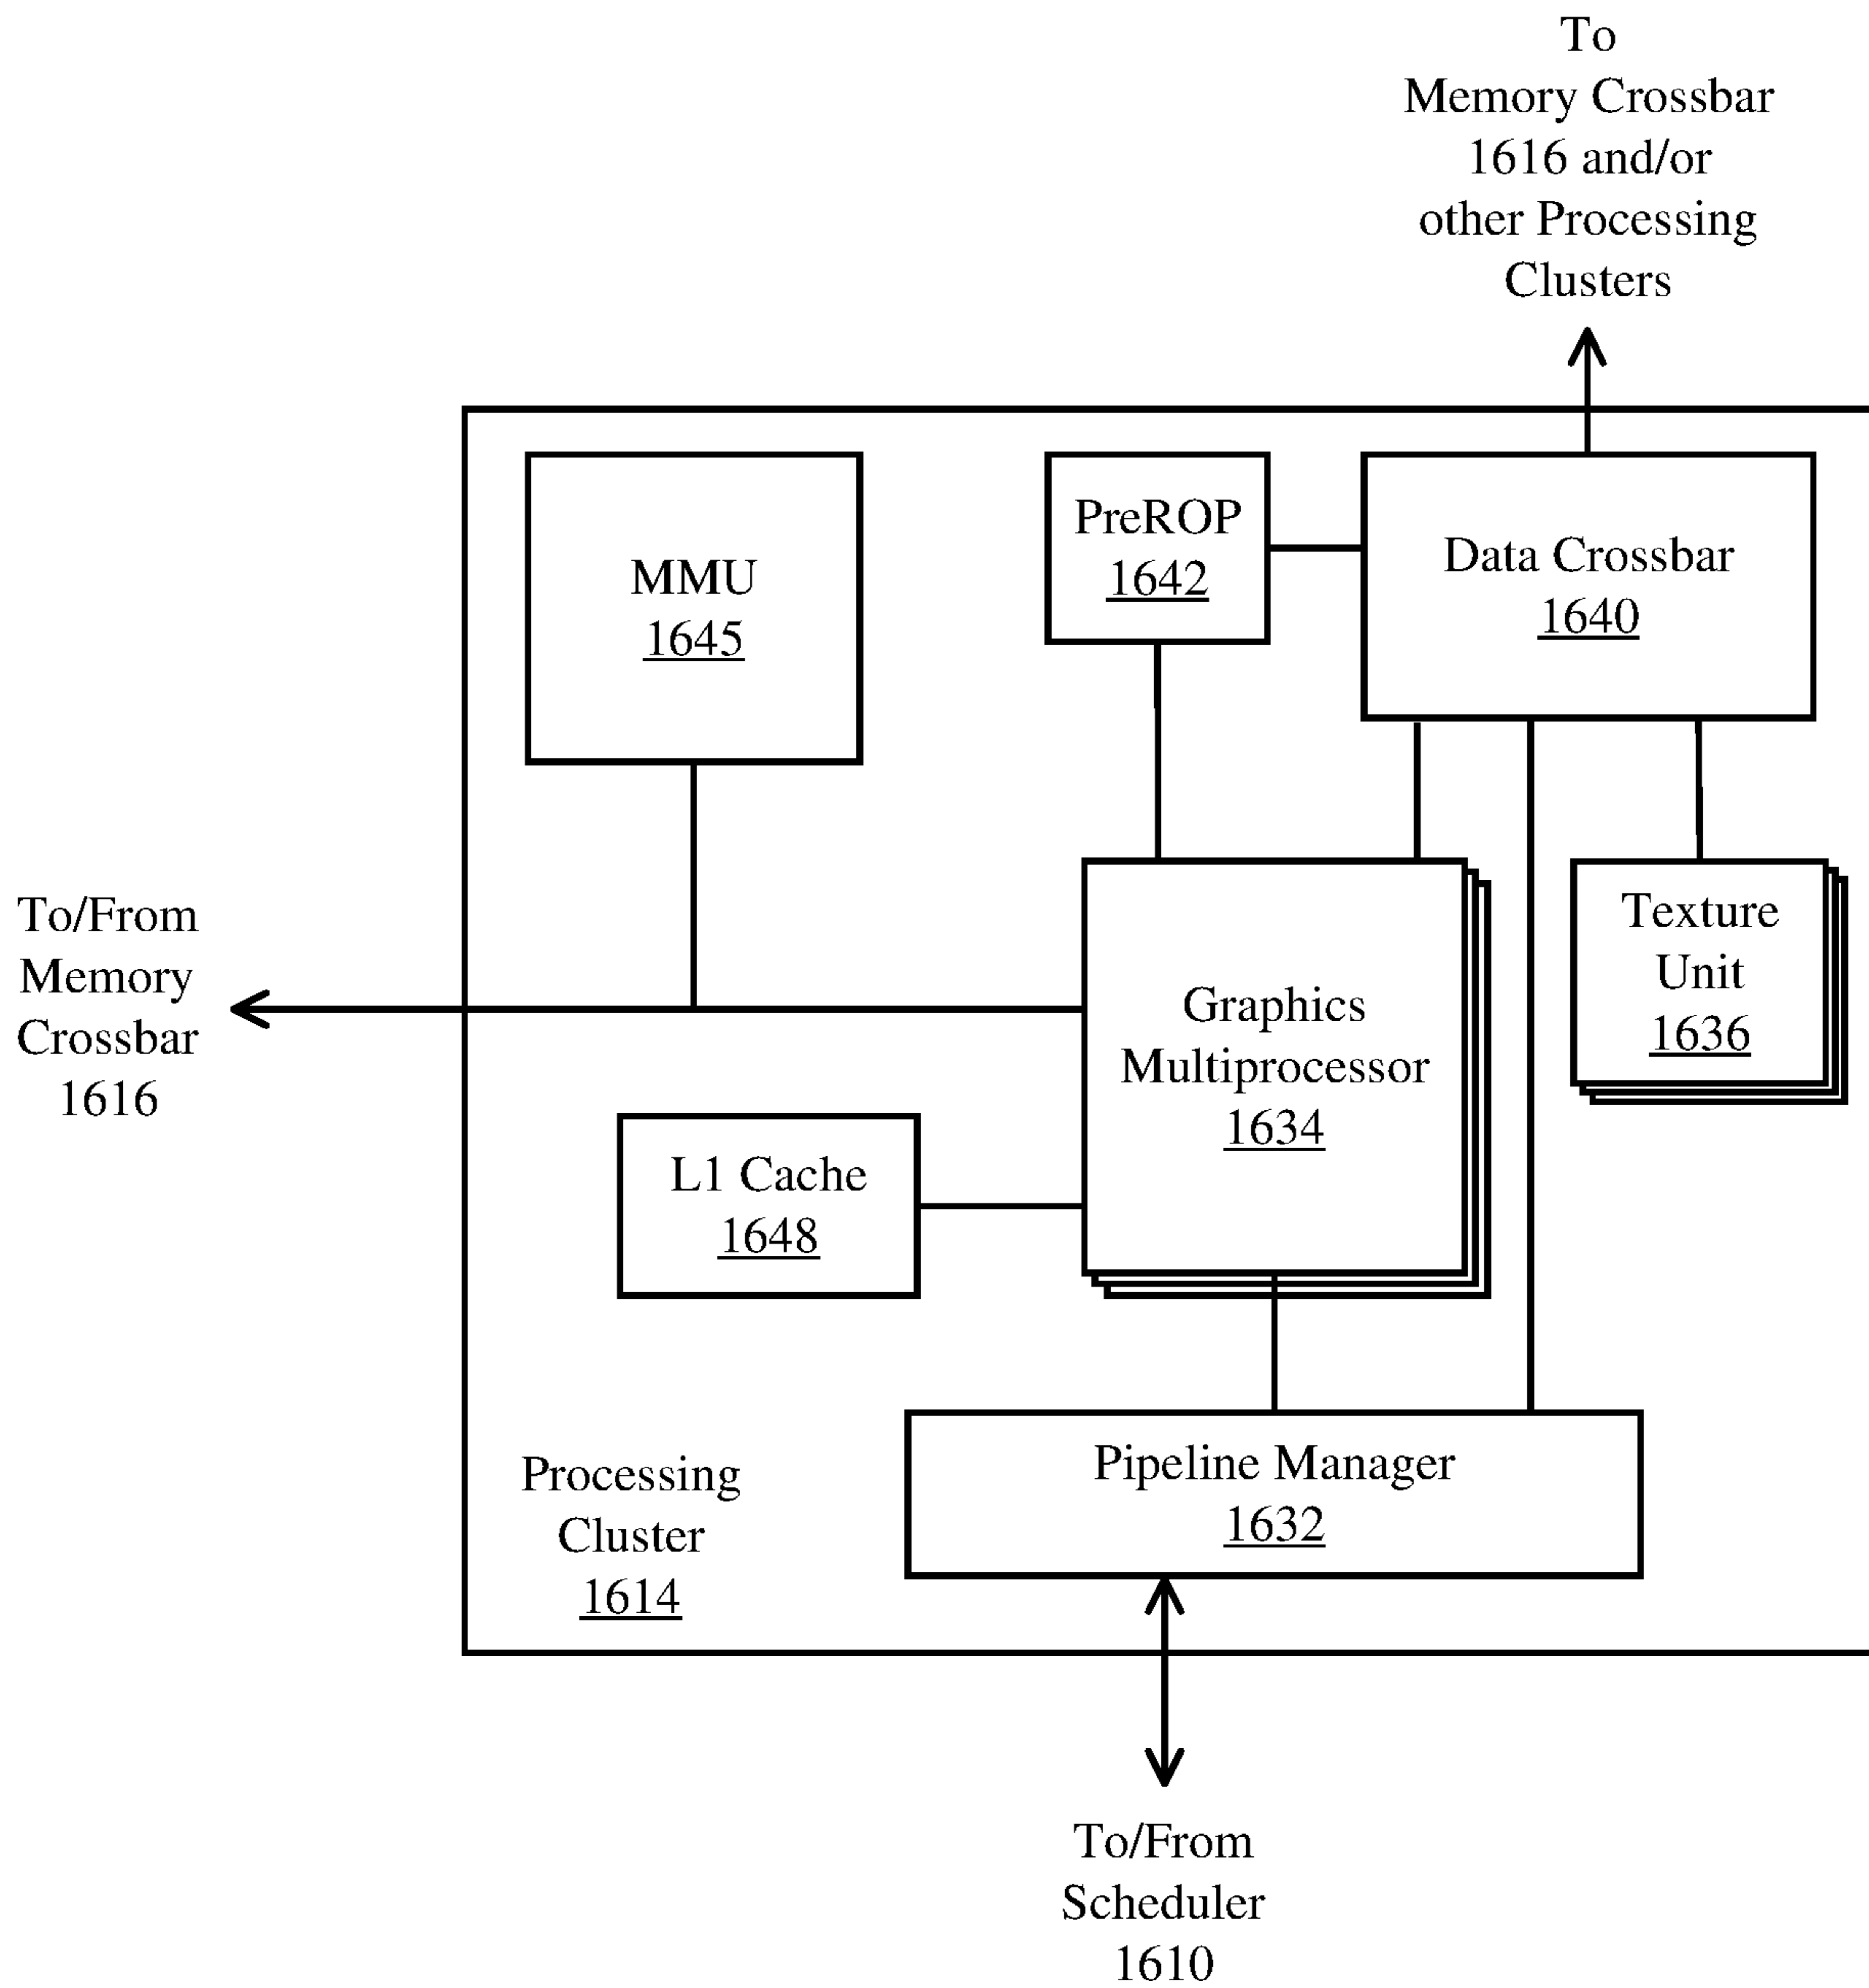 To
Memory Crossbar
1616 and/or
other Processing
Clusters
MMU
1645
PreROP
1642
Data Crossbar
1640
To/From
Memory
Crossbar
1616
Graphics
Multiprocessor
1634
Texture
Unit
1636
L1 Cache
1648
Processing
Cluster
1614
Pipeline Manager
1632
To/From
Scheduler
1610